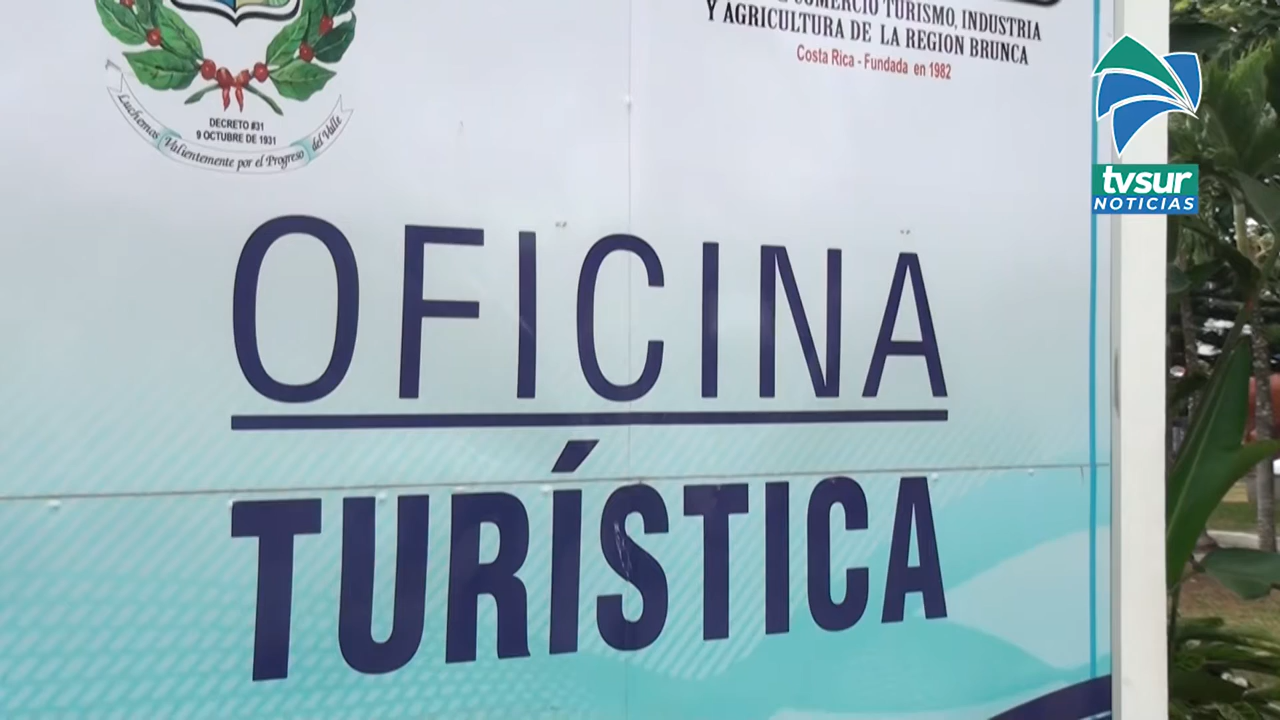 COMERCIO TURISMO, INDUSTRIA
Y AGRICULTURA DE LA REGION BRUNCA
Costa Rica - Fundada en 1982
DECRETO #31
9 OCTUBRE DE 1931
Luchemos Valientemente por el Progreso del Valle
tvsur
NOTICIAS
OFICINA
TURÍSTICA